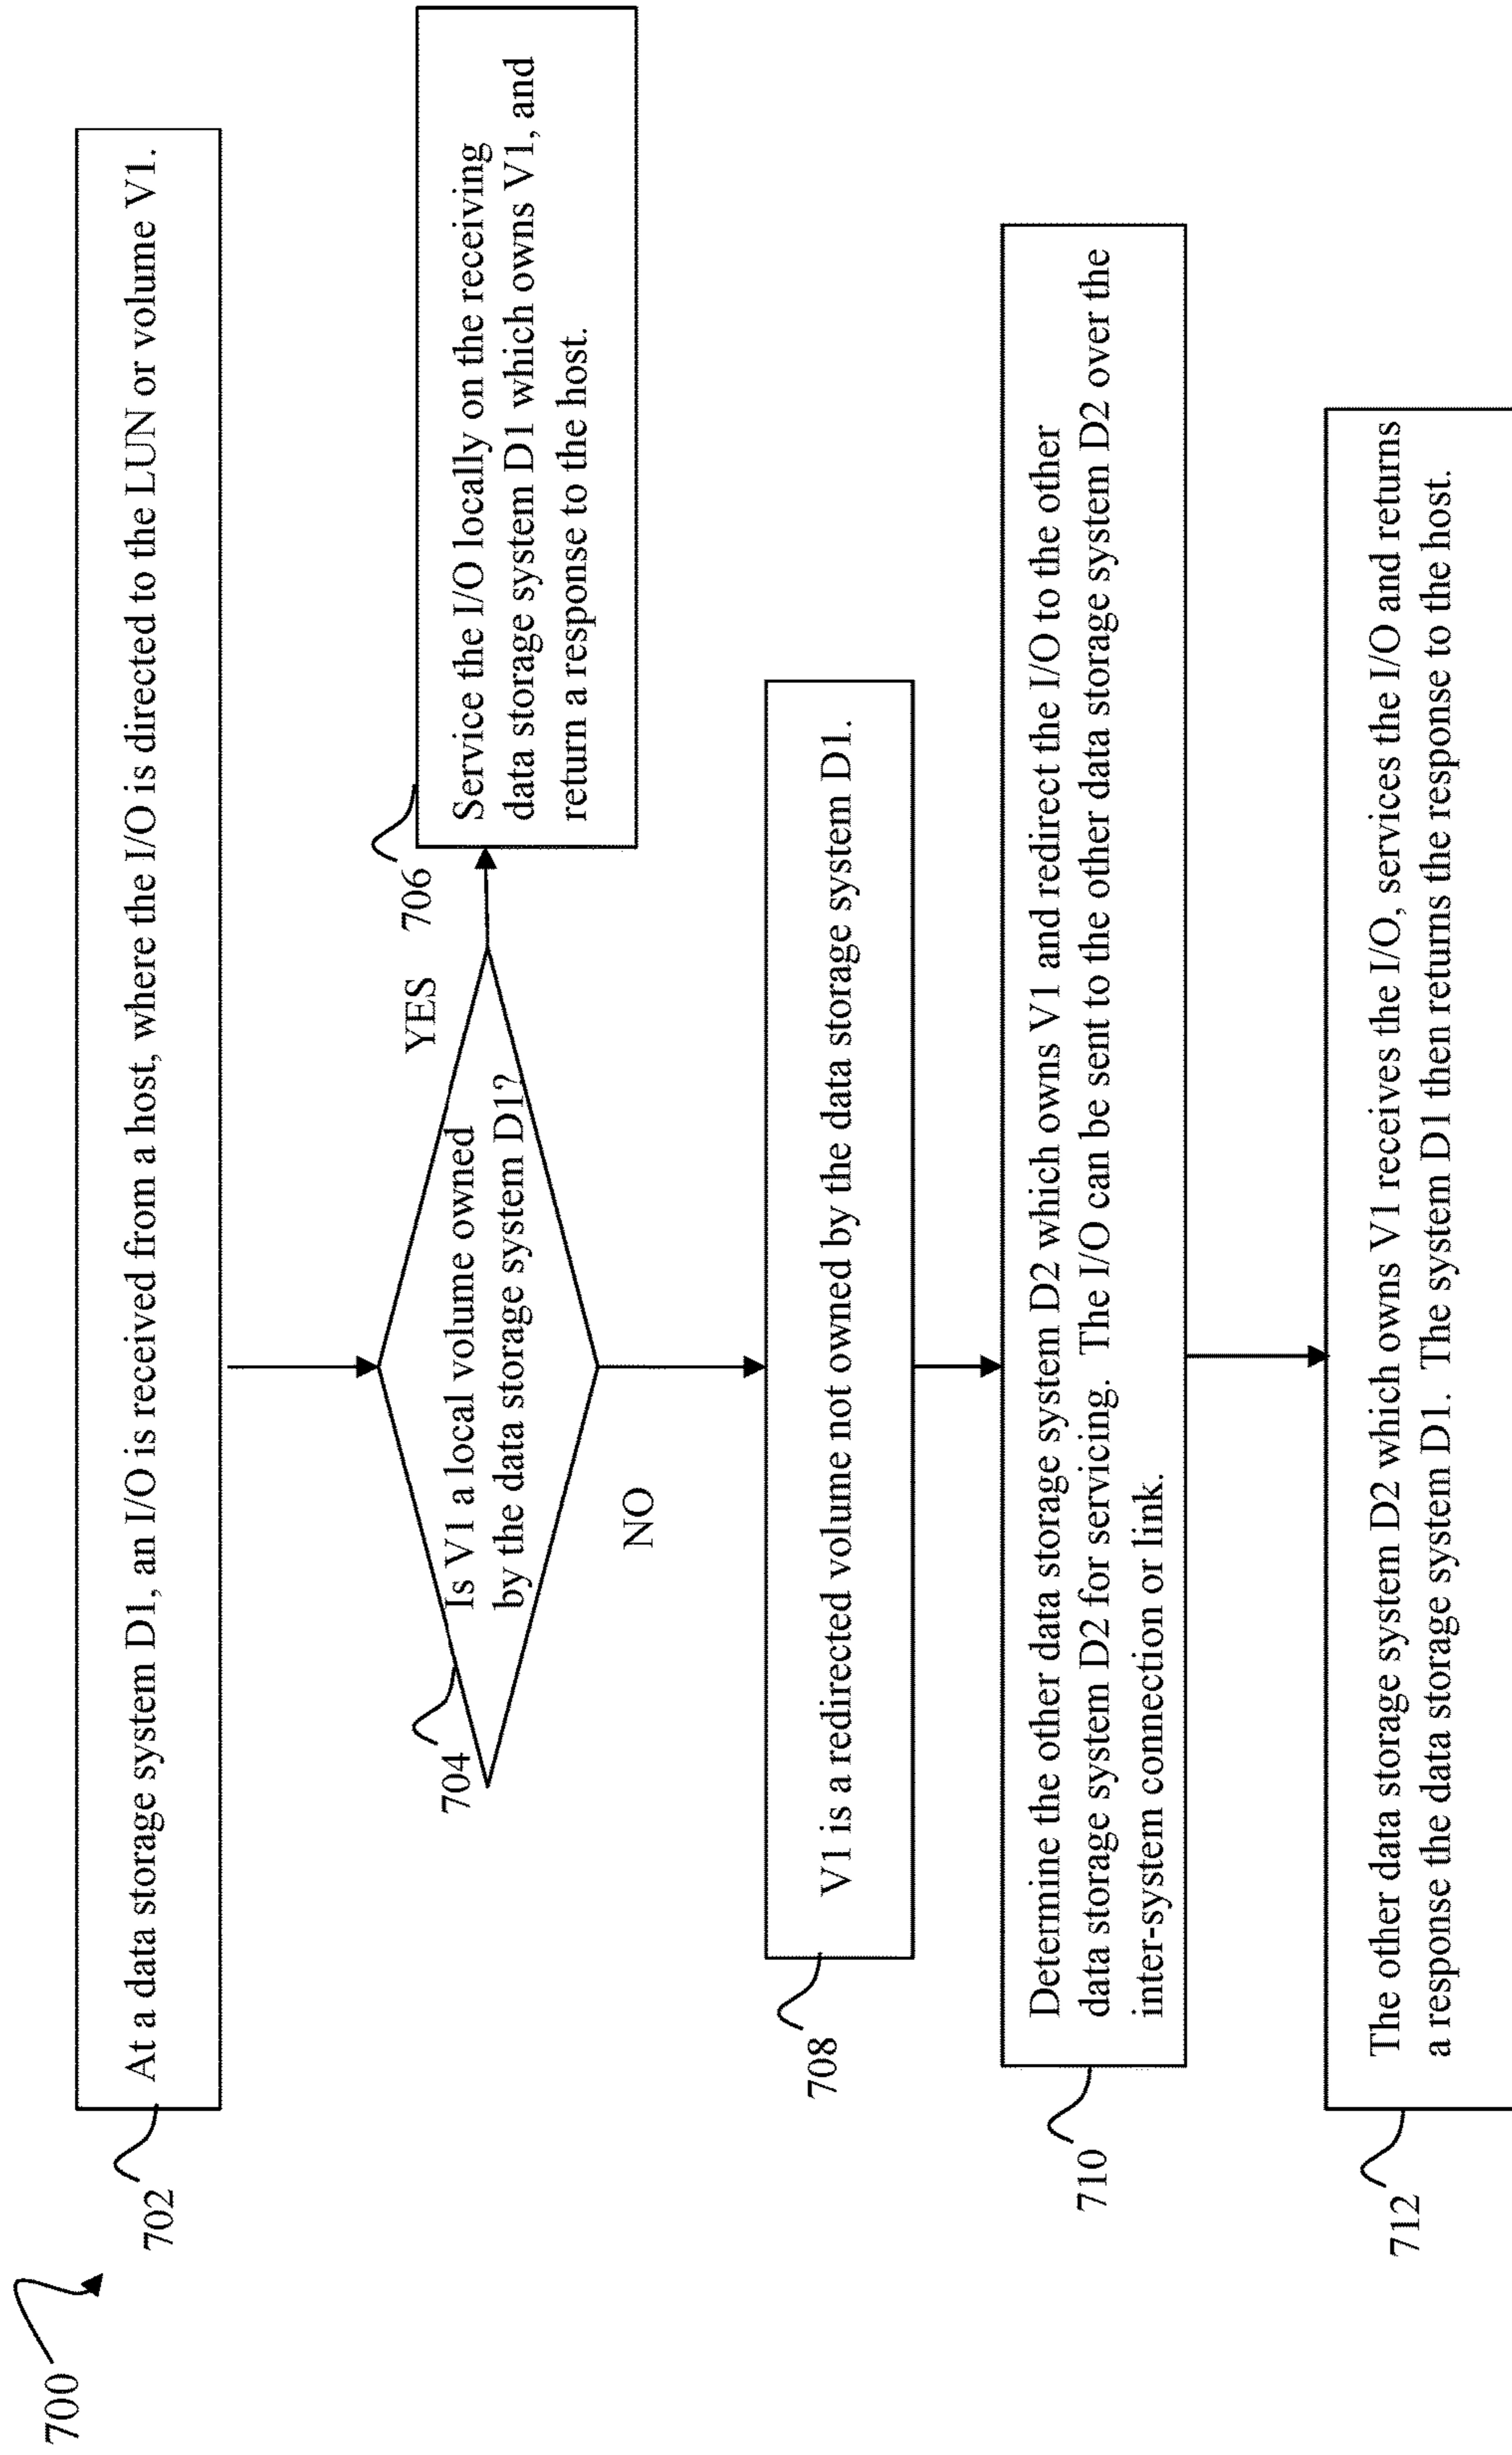 700
702
At a data storage system D1, an I/O is received from a host, where the I/O is directed to the LUN or volume V1.
704
Is V1 a local volume owned
by the data storage system D1?
YES
706
Service the I/O locally on the receiving
data storage system D1 which owns V1, and
return a response to the host.
NO
708
V1 is a redirected volume not owned by the data storage system D1.
710
Determine the other data storage system D2 which owns V1 and redirect the I/O to the other
data storage system D2 for servicing. The I/O can be sent to the other data storage system D2 over the
inter-system connection or link.
712
The other data storage system D2 which owns V1 receives the I/O, services the I/O and returns
a response the data storage system D1. The system D1 then returns the response to the host.